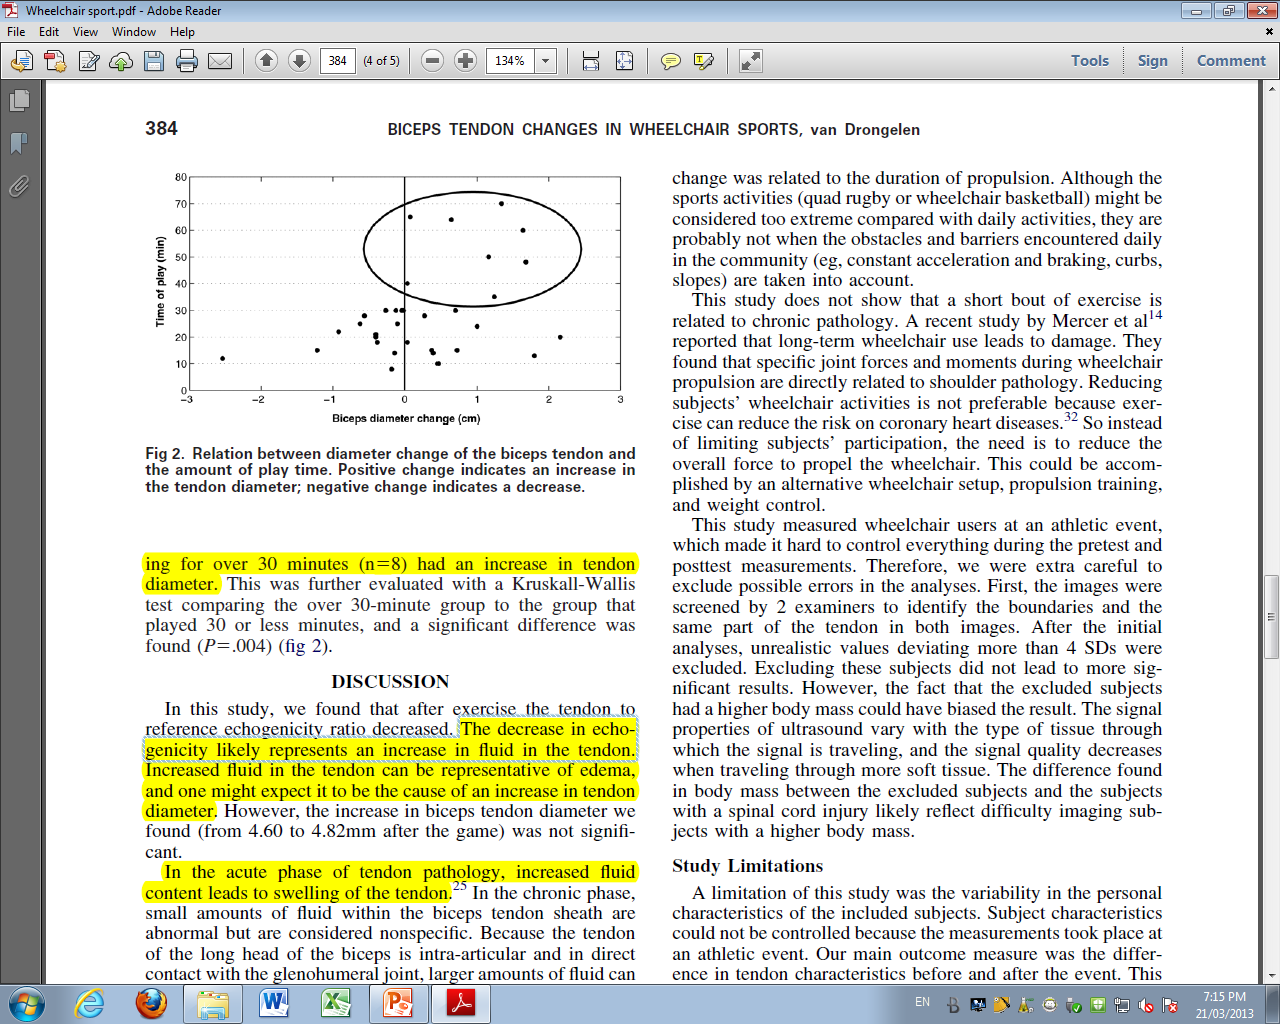 Wheelchair sport.pdf - Adobe Reader
File Edit View Window Help
384 (4 of 5) 134% Tools Sign Comment
384
BICEPS TENDON CHANGES IN WHEELCHAIR SPORTS, van Drongelen
80
70
60
50
40
30
20
10
0
Time of play (min)
−3 −2 −1 0 1 2 3
Biceps diameter change (cm)
Fig 2. Relation between diameter change of the biceps tendon and
the amount of play time. Positive change indicates an increase in
the tendon diameter; negative change indicates a decrease.
ing for over 30 minutes (n=8) had an increase in tendon
diameter. This was further evaluated with a Kruskall-Wallis
test comparing the over 30-minute group to the group that
played 30 or less minutes, and a significant difference was
found (P=.004) (fig 2).
DISCUSSION
In this study, we found that after exercise the tendon to
reference echogenicity ratio decreased. The decrease in echo-
genicity likely represents an increase in fluid in the tendon.
Increased fluid in the tendon can be representative of edema,
and one might expect it to be the cause of an increase in tendon
diameter. However, the increase in biceps tendon diameter we
found (from 4.60 to 4.82mm after the game) was not signifi-
cant.
In the acute phase of tendon pathology, increased fluid
content leads to swelling of the tendon.25 In the chronic phase,
small amounts of fluid within the biceps tendon sheath are
abnormal but are considered nonspecific. Because the tendon
of the long head of the biceps is intra-articular and in direct
contact with the glenohumeral joint, larger amounts of fluid can
change was related to the duration of propulsion. Although the
sports activities (quad rugby or wheelchair basketball) might be
considered too extreme compared with daily activities, they are
probably not when the obstacles and barriers encountered daily
in the community (eg, constant acceleration and braking, curbs,
slopes) are taken into account.
This study does not show that a short bout of exercise is
related to chronic pathology. A recent study by Mercer et al14
reported that long-term wheelchair use leads to damage. They
found that specific joint forces and moments during wheelchair
propulsion are directly related to shoulder pathology. Reducing
subjects' wheelchair activities is not preferable because exer-
cise can reduce the risk on coronary heart diseases.32 So instead
of limiting subjects' participation, the need is to reduce the
overall force to propel the wheelchair. This could be accom-
plished by an alternative wheelchair setup, propulsion training,
and weight control.
This study measured wheelchair users at an athletic event,
which made it hard to control everything during the pretest and
posttest measurements. Therefore, we were extra careful to
exclude possible errors in the analyses. First, the images were
screened by 2 examiners to identify the boundaries and the
same part of the tendon in both images. After the initial
analyses, unrealistic values deviating more than 4 SDs were
excluded. Excluding these subjects did not lead to more sig-
nificant results. However, the fact that the excluded subjects
had a higher body mass could have biased the result. The signal
properties of ultrasound vary with the type of tissue through
which the signal is traveling, and the signal quality decreases
when traveling through more soft tissue. The difference found
in body mass between the excluded subjects and the subjects
with a spinal cord injury likely reflect difficulty imaging sub-
jects with a higher body mass.
Study Limitations
A limitation of this study was the variability in the personal
characteristics of the included subjects. Subject characteristics
could not be controlled because the measurements took place at
an athletic event. Our main outcome measure was the differ-
ence in tendon characteristics before and after the event. This
EN
7:15 PM
21/03/2013